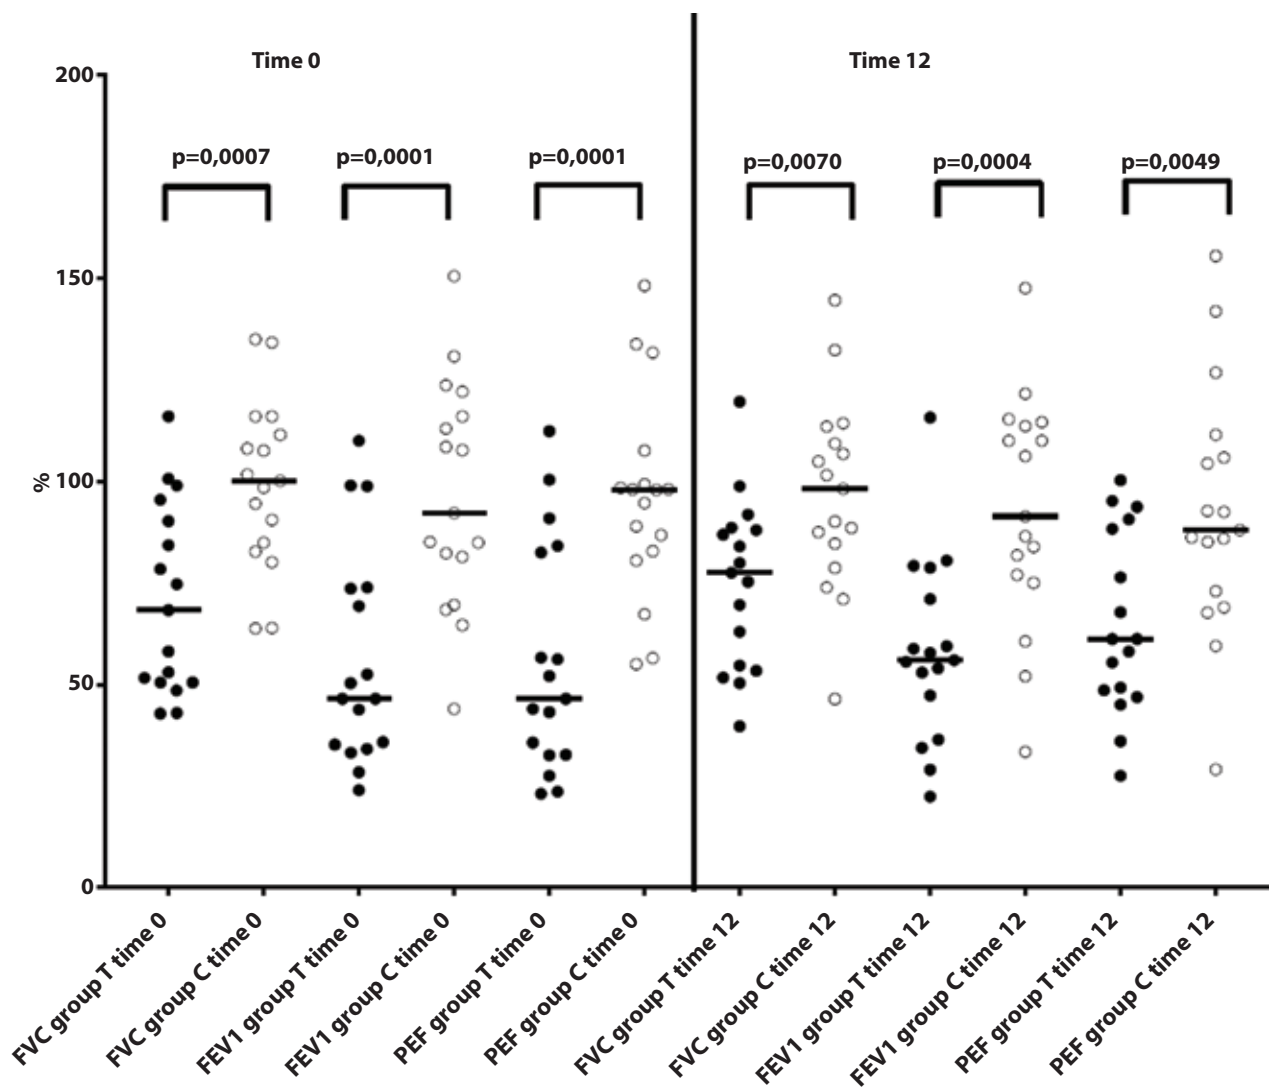 Time 0
Time 12
200
p=0,0007
p=0,0001
p=0,0001
p=0,0070
p=0,0004
p=0,0049
150
%
100
50
0
FVC group T time 0
FVC group C time 0
FEV1 group T time 0
FEV1 group C time 0
PEF group T time 0
PEF group C time 0
FVC group T time 12
FVC group C time 12
FEV1 group T time 12
FEV1 group C time 12
PEF group T time 12
PEF group C time 12